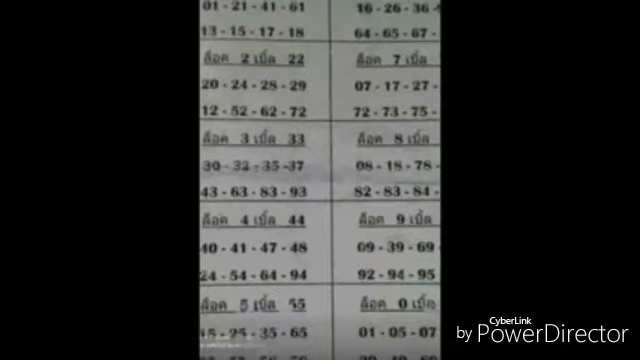 01 - 21 - 41 - 61
13 - 15 - 17 - 18
ล็อค 2 เบิ้ล 22
20 - 24 - 28 - 29
12 - 52 - 62 - 72
ล็อค 3 เบิ้ล 33
30 - 32 - 35 - 37
43 - 63 - 83 - 93
ล็อค 4 เบิ้ล 44
40 - 41 - 47 - 48
24 - 54 - 64 - 94
ล็อค 5 เบิ้ล 55
15 - 25 - 35 - 65
16 - 26 - 36 -
64 - 65 - 67 -
ล็อค 7 เบิ้ล
07 - 17 - 27 -
72 - 73 - 75 -
ล็อค 8 เบิ้ล
08 - 18 - 78 -
82 - 83 - 84 -
ล็อค 9 เบิ้ล
09 - 39 - 69 -
92 - 94 - 95
ล็อค 0 เบิ้ล
01 - 05 - 07
CyberLink
by PowerDirector